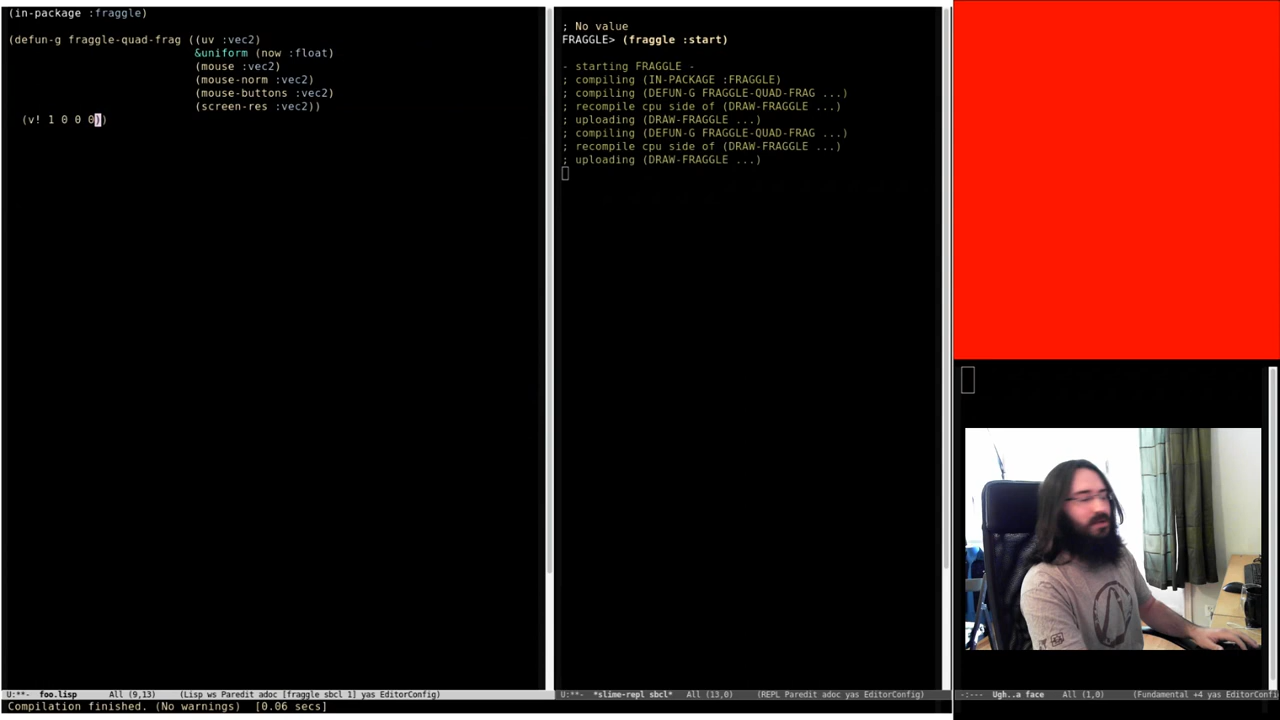 (in-package :fraggle)
(defun-g fraggle-quad-frag ((uv :vec2)
&uniform (now :float)
(mouse :vec2)
(mouse-norm :vec2)
(mouse-buttons :vec2)
(screen-res :vec2))
(v! 1 0 0 0))
U:**- foo.lisp All (9,13) (Lisp ws Paredit adoc [fraggle sbcl 1] yas EditorConfig)
Compilation finished. (No warnings) [0.06 secs]
; No value
FRAGGLE> (fraggle :start)
- starting FRAGGLE -
; compiling (IN-PACKAGE :FRAGGLE)
; compiling (DEFUN-G FRAGGLE-QUAD-FRAG ...)
; recompile cpu side of (DRAW-FRAGGLE ...)
; uploading (DRAW-FRAGGLE ...)
; compiling (DEFUN-G FRAGGLE-QUAD-FRAG ...)
; recompile cpu side of (DRAW-FRAGGLE ...)
; uploading (DRAW-FRAGGLE ...)
U:**- *slime-repl sbcl* All (13,0) (REPL Paredit adoc yas EditorConfig)
-:--- Ugh..a face All (1,0) (Fundamental +4 yas EditorConfig